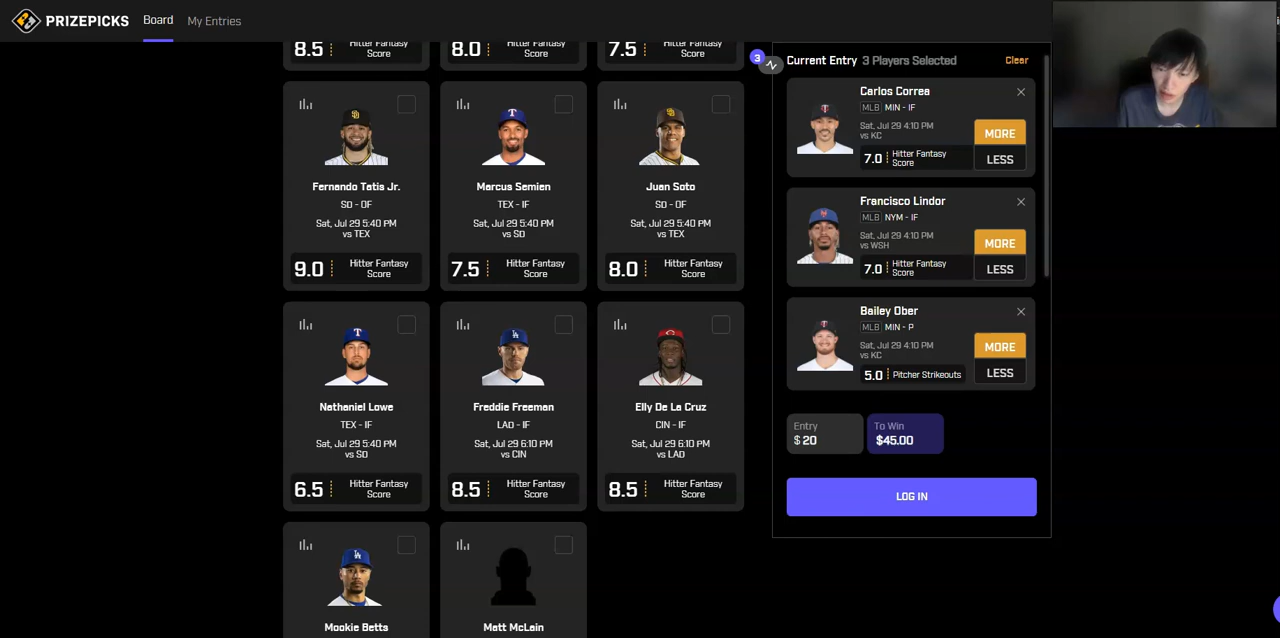 PRIZEPICKS
Board
My Entries
8.5
Hitter Fantasy
Score
8.0
Hitter Fantasy
Score
7.5
Hitter Fantasy
Score
Fernando Tatis Jr.
SD - OF
Sat, Jul 29 5:40 PM
vs TEX
9.0
Hitter Fantasy
Score
Marcus Semien
TEX - IF
Sat, Jul 29 5:40 PM
vs SD
7.5
Hitter Fantasy
Score
Juan Soto
SD - OF
Sat, Jul 29 5:40 PM
vs TEX
8.0
Hitter Fantasy
Score
Nathaniel Lowe
TEX - IF
Sat, Jul 29 5:40 PM
vs SD
6.5
Hitter Fantasy
Score
Freddie Freeman
LAD - IF
Sat, Jul 29 6:10 PM
vs CIN
8.5
Hitter Fantasy
Score
Elly De La Cruz
CIN - IF
Sat, Jul 29 6:10 PM
vs LAD
8.5
Hitter Fantasy
Score
Mookie Betts
Matt McLain
3
Current Entry 3 Players Selected
Clear
Carlos Correa
MLB MIN - IF
Sat, Jul 29 4:10 PM
vs KC
7.0
Hitter Fantasy
Score
MORE
LESS
Francisco Lindor
MLB NYM - IF
Sat, Jul 29 4:10 PM
vs WSH
7.0
Hitter Fantasy
Score
MORE
LESS
Bailey Ober
MLB MIN - P
Sat, Jul 29 4:10 PM
vs KC
5.0 Pitcher Strikeouts
MORE
LESS
Entry
$ 20
To Win
$45.00
LOG IN